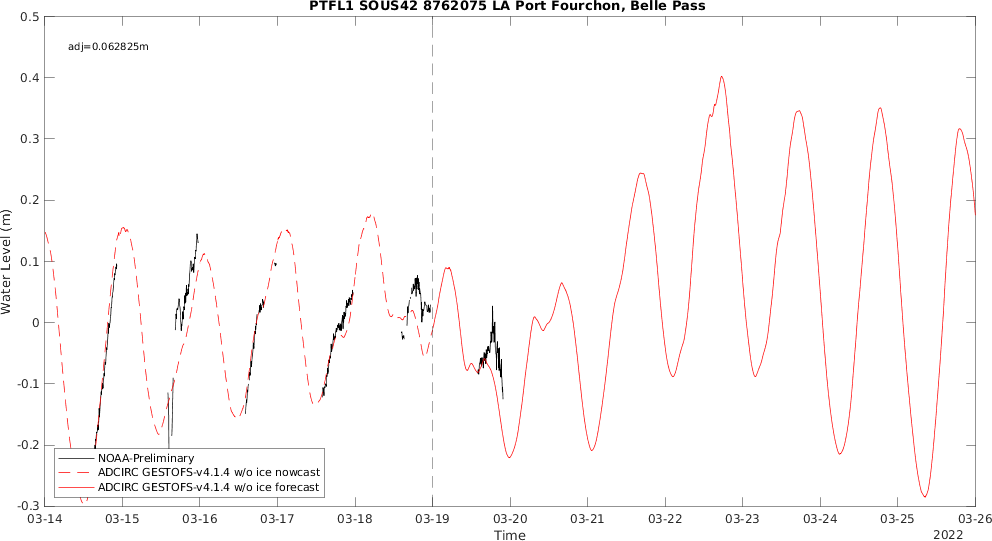 PTFL1 SOUS42 8762075 LA Port Fourchon, Belle Pass
adj=0.062825m
Water Level (m)
0.5
0.4
0.3
0.2
0.1
0
-0.1
-0.2
-0.3
NOAA-Preliminary
ADCIRC GESTOFS-v4.1.4 w/o ice nowcast
ADCIRC GESTOFS-v4.1.4 w/o ice forecast
03-14 03-15 03-16 03-17 03-18 03-19 03-20 03-21 03-22 03-23 03-24 03-25 03-26
Time
2022